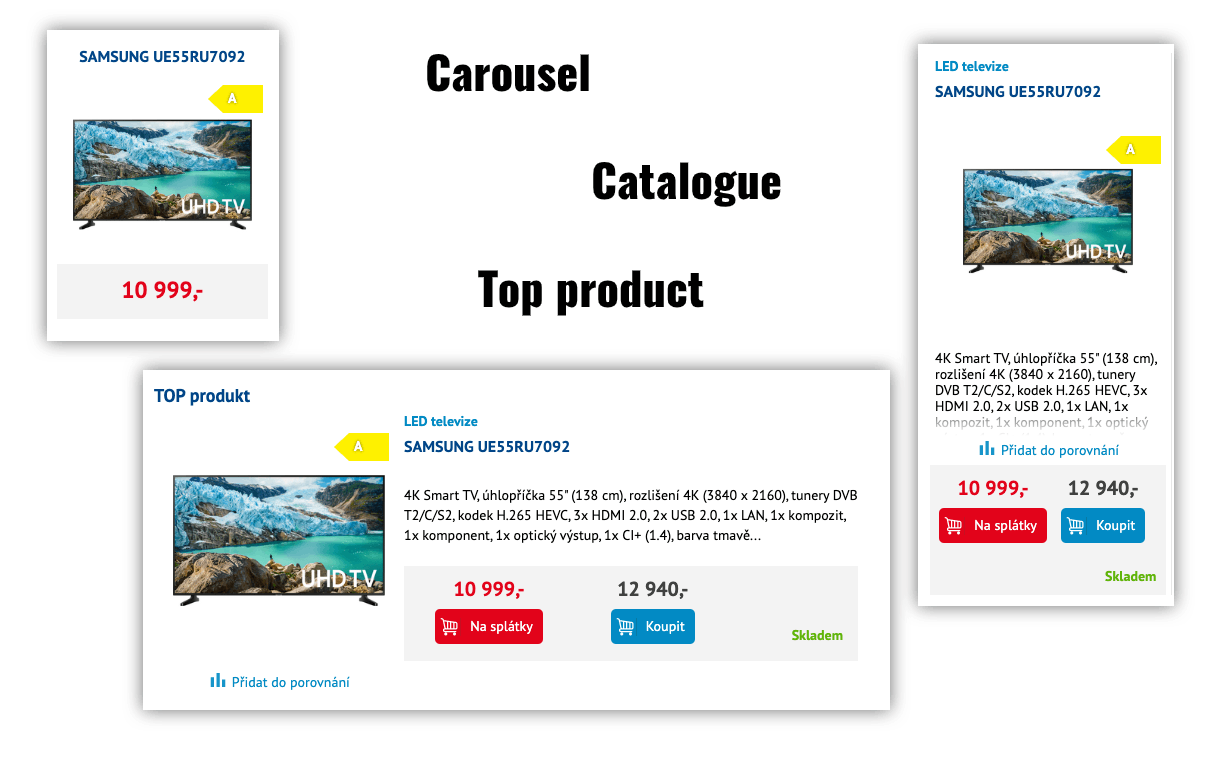 SAMSUNG UE55RU7092
A
UHD TV
10 999,-
Carousel
Catalogue
Top product
LED televize
SAMSUNG UE55RU7092
A
UHD TV
4K Smart TV, úhlopříčka 55" (138 cm),
rozlišení 4K (3840 x 2160), tunery
DVB T2/C/S2, kodek H.265 HEVC, 3x
HDMI 2.0, 2x USB 2.0, 1x LAN, 1x
kompozit, 1x komponent, 1x optický
Přidat do porovnání
10 999,- 12 940,-
Na splátky Koupit
Skladem
TOP produkt
LED televize
A
SAMSUNG UE55RU7092
UHD TV
4K Smart TV, úhlopříčka 55" (138 cm), rozlišení 4K (3840 x 2160), tunery DVB
T2/C/S2, kodek H.265 HEVC, 3x HDMI 2.0, 2x USB 2.0, 1x LAN, 1x kompozit,
1x komponent, 1x optický výstup, 1x CI+ (1.4), barva tmavě...
10 999,- 12 940,-
Na splátky Koupit
Skladem
Přidat do porovnání